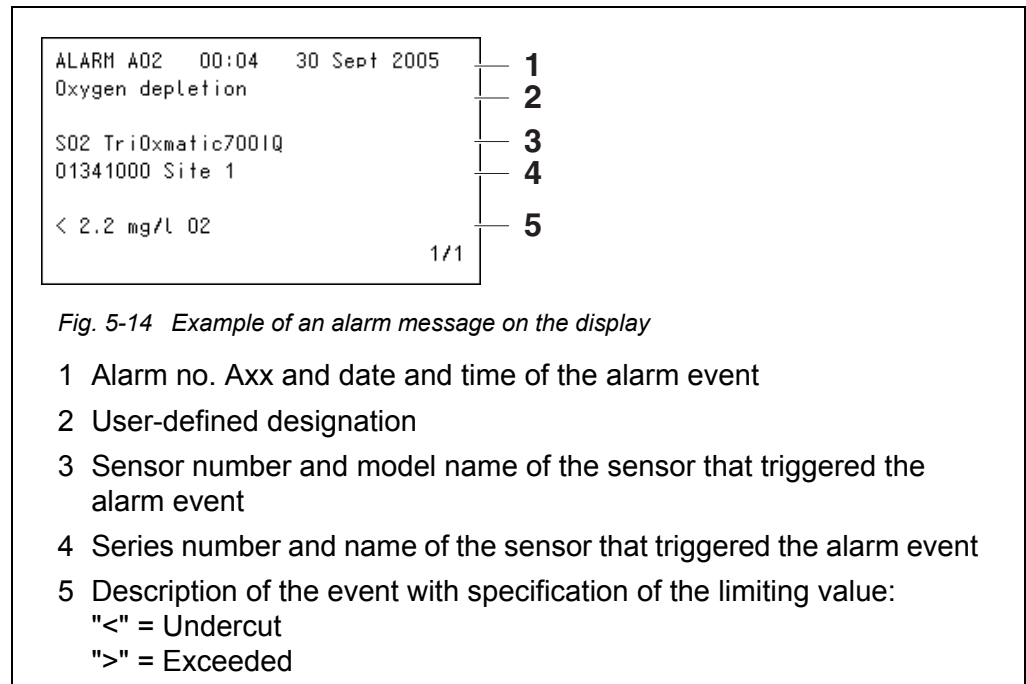 ALARM A02 00:04 30 Sept 2005 1
Oxygen depletion 2
S02 TriOxmatic700IQ 3
01341000 Site 1 4
< 2.2 mg/l O2 5
1/1
Fig. 5-14 Example of an alarm message on the display
1 Alarm no. Axx and date and time of the alarm event
2 User-defined designation
3 Sensor number and model name of the sensor that triggered the
alarm event
4 Series number and name of the sensor that triggered the alarm event
5 Description of the event with specification of the limiting value:
"<" = Undercut
">" = Exceeded